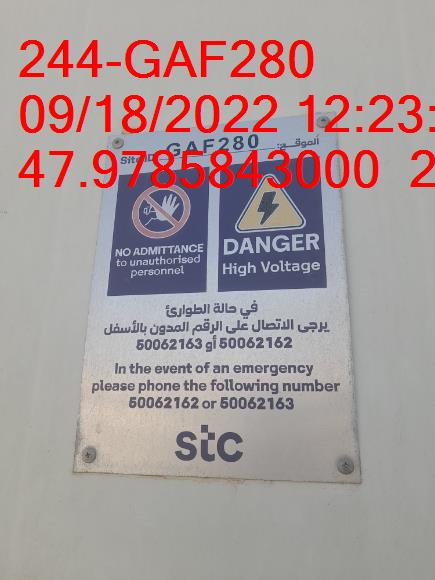 244-GAF280
09/18/2022 12:23:
47.9785843000 2
Site ID: GAF280 الموقع:
NO ADMITTANCE
to unauthorised
personnel
DANGER
High Voltage
في حالة الطوارئ
يرجى الاتصال على الرقم المدون بالأسفل
50062162 أو 50062163
In the event of an emergency
please phone the following number
50062162 or 50062163
stc